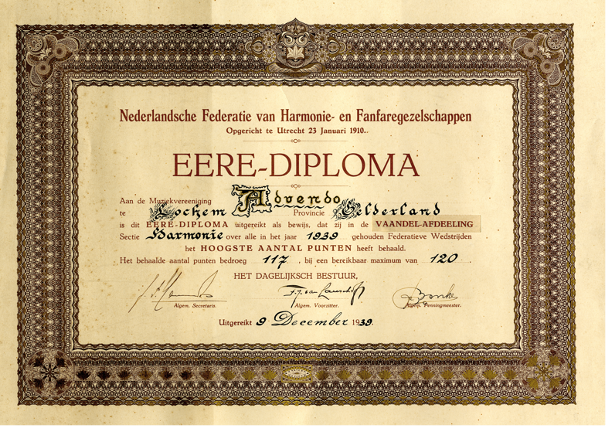 Nederlandsche Federatie van Harmonie- en Fanfaregezelschappen
Opgericht te Utrecht 23 Januari 1910..
EERE-DIPLOMA
Aan de Muziekvereeniging Advendo
te Lochem Provincie Gelderland
is dit EERE-DIPLOMA uitgereikt als bewijs, dat zij in de VAANDEL-AFDEELING
Sectie Harmonie over alle in het jaar 1939 gehouden Federatieve Wedstrijden
het HOOGSTE AANTAL PUNTEN heeft behaald.
Het behaalde aantal punten bedroeg 117, bij een bereikbaar maximum van 120
HET DAGELIJKSCH BESTUUR,
Algem. Secretaris. Algem. Voorzitter. Algem. Penningmeester.
Uitgereikt 9 December 1939.